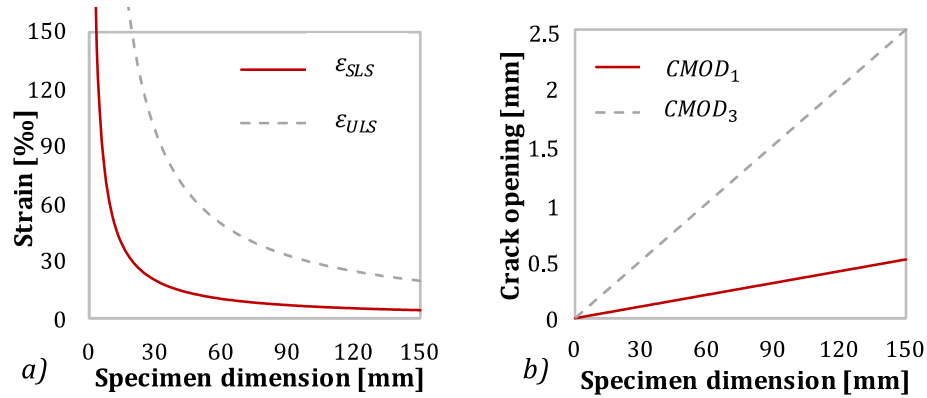 150
120
90
60
30
0
Strain [‰]
ε_SLS
ε_ULS
0 30 60 90 120 150
a) Specimen dimension [mm]
2.5
2
1.5
1
0.5
0
Crack opening [mm]
CMOD₁
CMOD₃
0 30 60 90 120 150
b) Specimen dimension [mm]